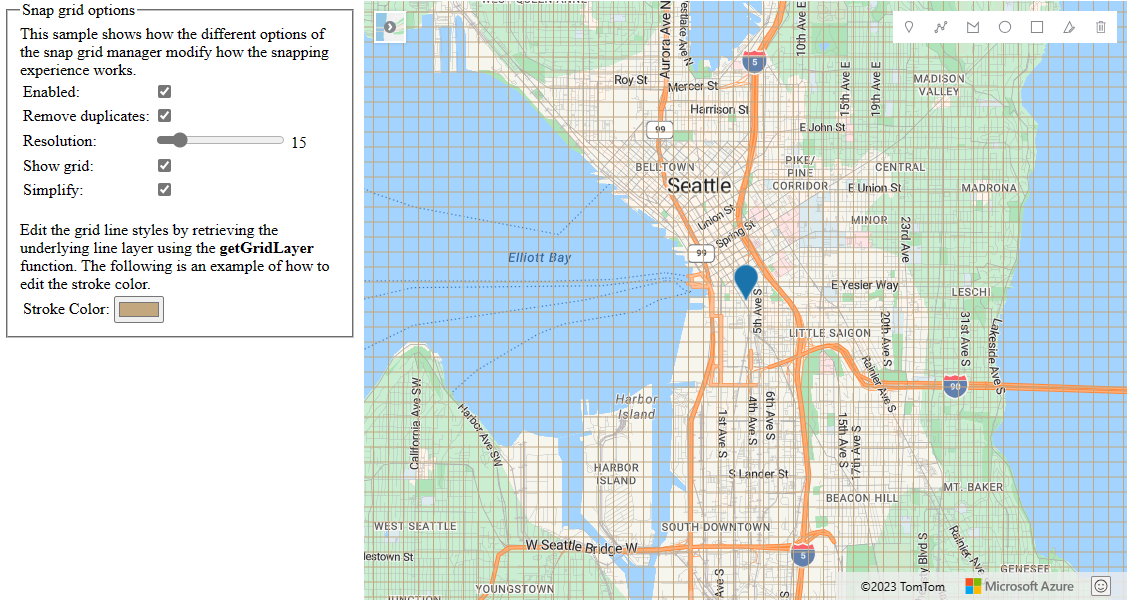 Snap grid options
This sample shows how the different options of
the snap grid manager modify how the snapping
experience works.
Enabled:
Remove duplicates:
Resolution: 15
Show grid:
Simplify:
Edit the grid line styles by retrieving the
underlying line layer using the getGridLayer
function. The following is an example of how to
edit the stroke color.
Stroke Color:
WEST QUEEN ANNE
Aurora Ave N
Westlake Ave N
10th Ave E
5
Roy St
Mercer St
15th Ave E
19th Ave E
MADISON
VALLEY
Harrison St
99
E John St
BELLTOWN
PIKE/
PINE
CORRIDOR
CENTRAL
Seattle
E Union St
MADRONA
Union St
Spring St
MINOR
23rd Ave
99
Elliott Bay
E Yesler Way
5th Ave S
LESCHI
LITTLE SAIGON
20th Ave S
31st Ave S
Lakeside Ave S
Rainier Ave S
90
California Ave SW
Harbor Ave SW
Harbor
Island
1st Ave S
4th Ave S
6th Ave S
15th Ave S
17th Ave S
HARBOR
ISLAND
S Lander St
MT. BAKER
BEACON HILL
WEST SEATTLE
SOUTH DOWNTOWN
Rainier Ave
W Seattle Bridge W
5
lestown St
y Blvd S
GENESEE
Ave S
YOUNGSTOWN
JUNCTION
©2023 TomTom
Microsoft Azure